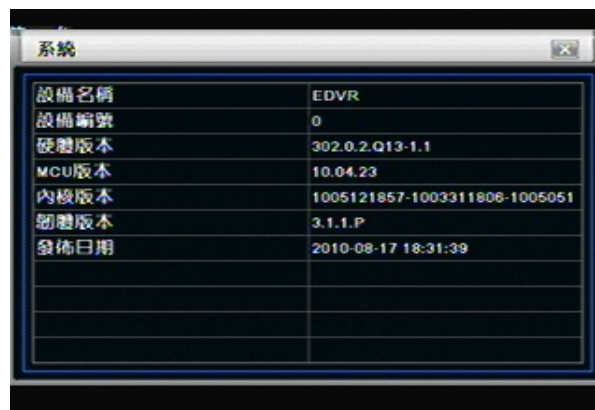 系統
設備名稱 EDVR
設備編號 0
硬體版本 302.0.2.Q13-1.1
MCU版本 10.04.23
內核版本 1005121857-1003311806-1005051
韌體版本 3.1.1.P
發佈日期 2010-08-17 18:31:39